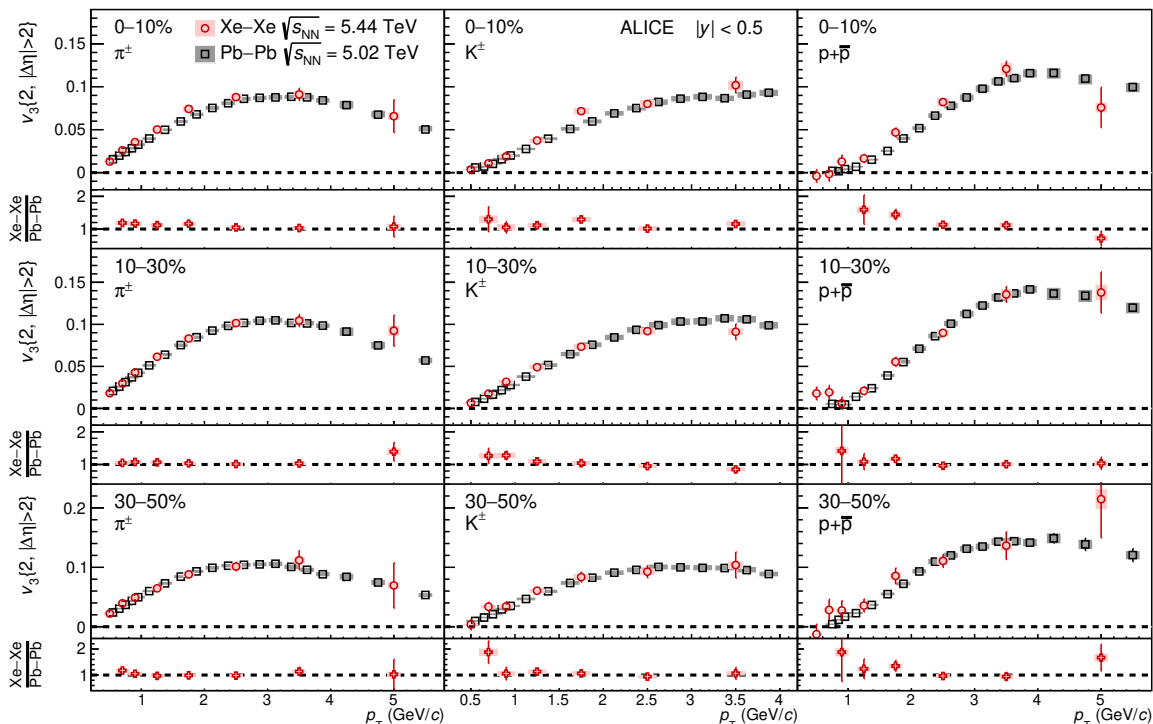 0–10% Xe–Xe √sNN = 5.44 TeV 0–10% ALICE |y| < 0.5 0–10%
π± Pb–Pb √sNN = 5.02 TeV K± p+p̅
v3{2, |Δη|>2}
0.15
0.1
0.05
0
Xe–Xe
Pb–Pb
2
1
10–30% 10–30% 10–30%
π± K± p+p̅
v3{2, |Δη|>2}
0.15
0.1
0.05
0
Xe–Xe
Pb–Pb
2
1
30–50% 30–50% 30–50%
π± K± p+p̅
v3{2, |Δη|>2}
0.2
0.1
0
Xe–Xe
Pb–Pb
2
1
1 2 3 4 5 0.5 1 1.5 2 2.5 3 3.5 4 1 2 3 4 5
pT (GeV/c) pT (GeV/c) pT (GeV/c)